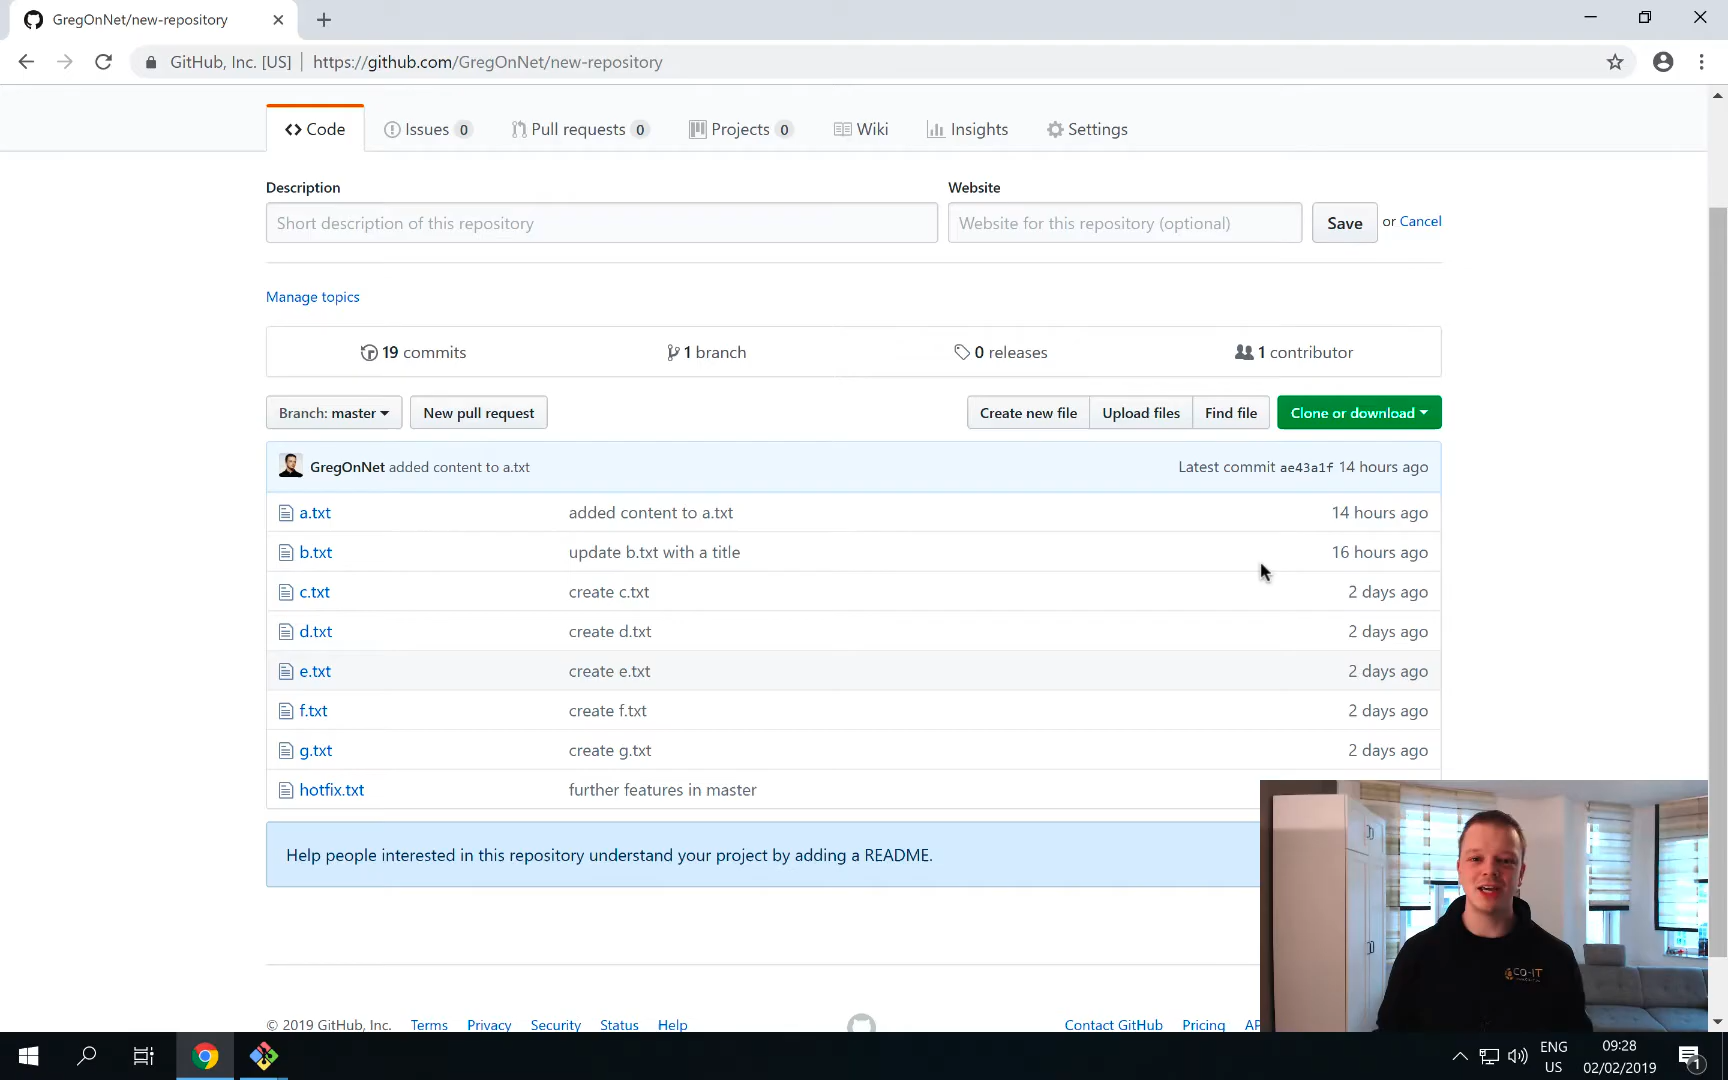 GregOnNet/new-repository
GitHub, Inc. [US] | https://github.com/GregOnNet/new-repository
Code Issues 0 Pull requests 0 Projects 0 Wiki Insights Settings
Description Website
Short description of this repository Website for this repository (optional) Save or Cancel
Manage topics
19 commits 1 branch 0 releases 1 contributor
Branch: master New pull request Create new file Upload files Find file Clone or download
GregOnNet added content to a.txt Latest commit ae43a1f 14 hours ago
a.txt added content to a.txt 14 hours ago
b.txt update b.txt with a title 16 hours ago
c.txt create c.txt 2 days ago
d.txt create d.txt 2 days ago
e.txt create e.txt 2 days ago
f.txt create f.txt 2 days ago
g.txt create g.txt 2 days ago
hotfix.txt further features in master
Help people interested in this repository understand your project by adding a README.
CO-IT
© 2019 GitHub, Inc. Terms Privacy Security Status Help Contact GitHub Pricing AP
ENG 09:28
US 02/02/2019 1